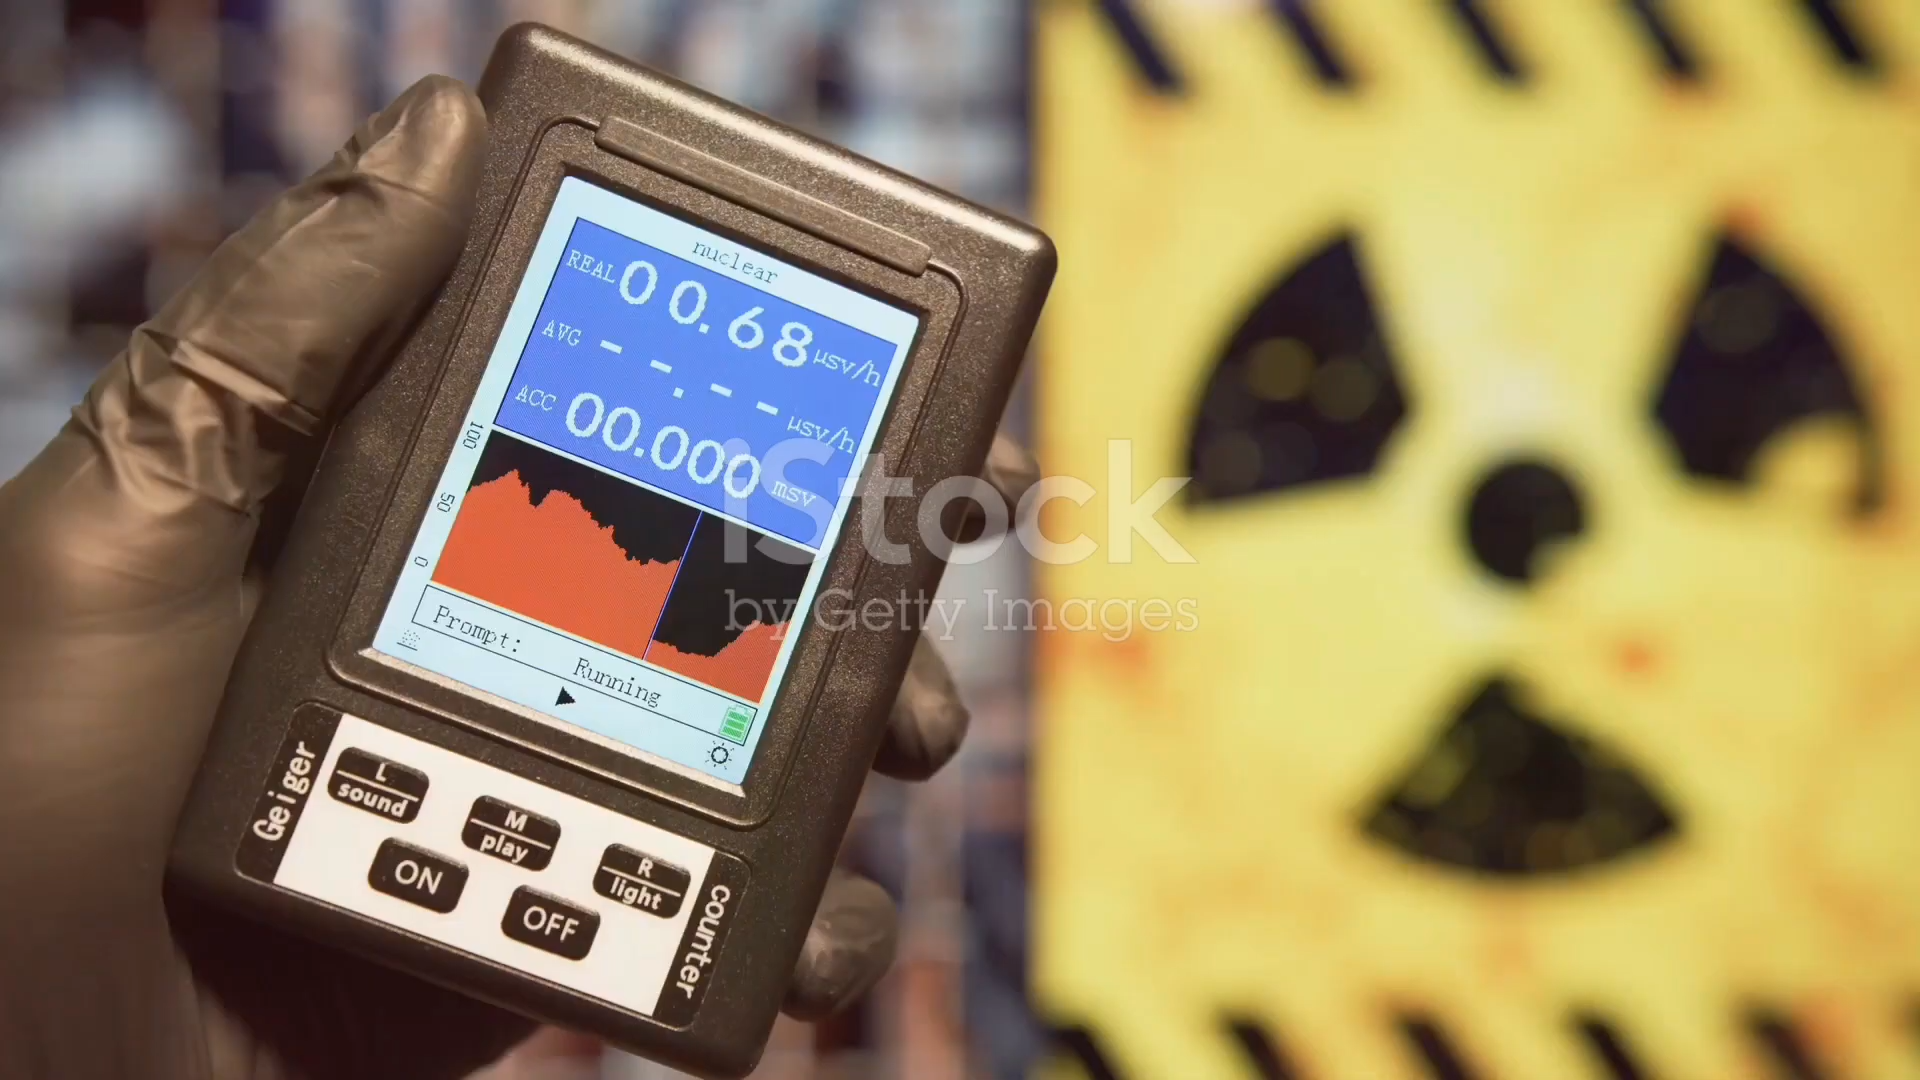 nuclear
REAL 00.68 µsv/h
AVG --.-- µsv/h
ACC 00.000 msv
100
50
0
Prompt:
Running
Geiger
L
sound
M
play
R
light
ON
OFF
counter
iStock
by Getty Images